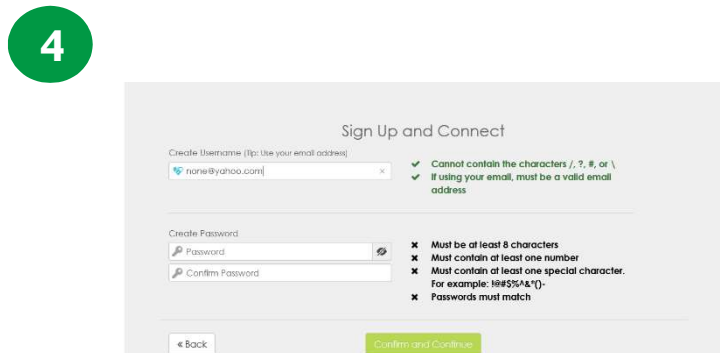 4
Sign Up and Connect
Create Username (Tip: Use your email address)
none@yahoo.com
×
Cannot contain the characters /, ?, #, or \
If using your email, must be a valid email
address
Create Password
Password
Confirm Password
Must be at least 8 characters
Must contain at least one number
Must contain at least one special character.
For example: !@#$%^&*()-
Passwords must match
« Back
Confirm and Continue